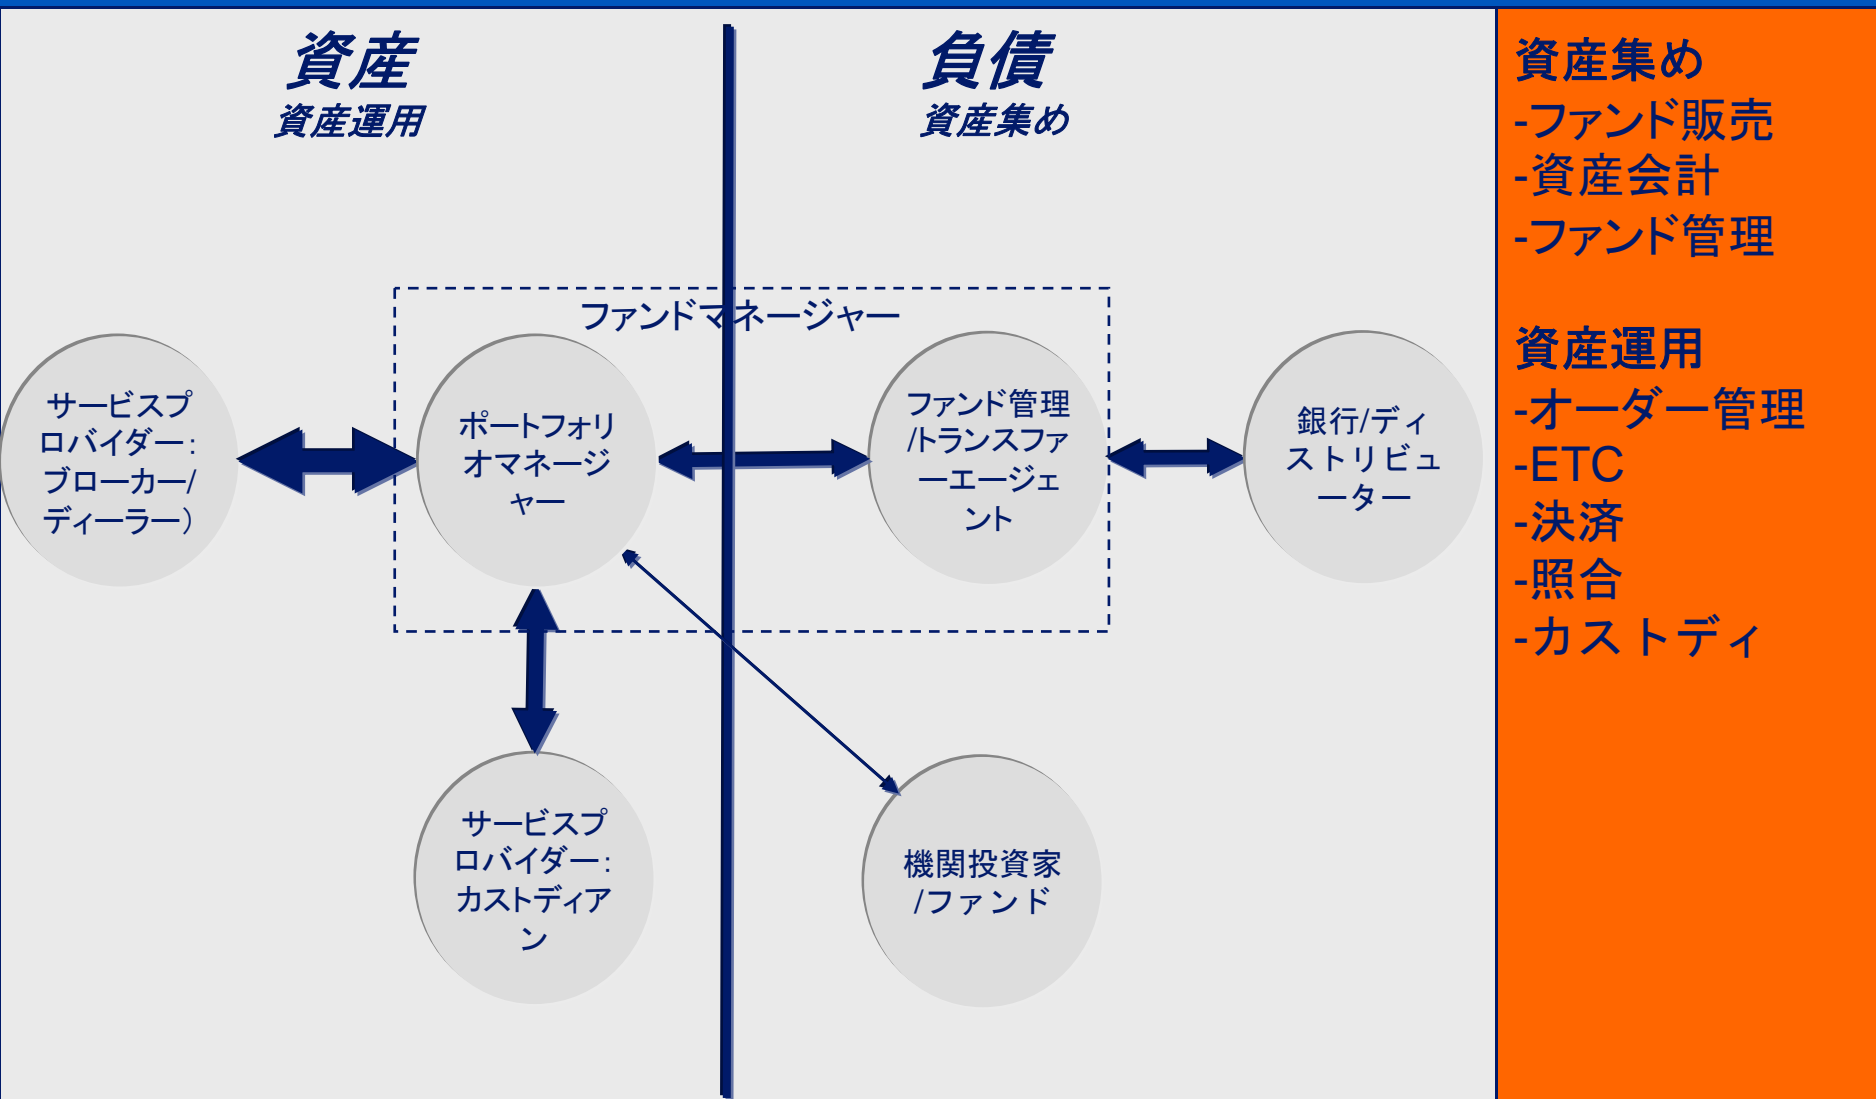 資産
資産運用
負債
資産集め
ファンドマネージャー
サービスプ
ロバイダー：
ブローカー/
ディーラー）
ポートフォリ
オマネージ
ャー
ファンド管理
/トランスファ
ーエージェ
ント
銀行/ディ
ストリビュ
ーター
サービスプ
ロバイダー：
カストディア
ン
機関投資家
/ファンド
資産集め
-ファンド販売
-資産会計
-ファンド管理
資産運用
-オーダー管理
-ETC
-決済
-照合
-カストディ